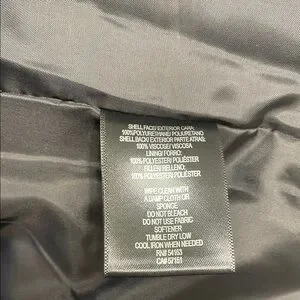 SHELL FACE/ EXTERIOR CARA:
100%POLYURETHANE/ POLIURETANO
SHELL BACK/ EXTERIOR PARTE ATRAS:
100% VISCOSE/ VISCOSA
LINING/ FORRO:
100% POLYESTER/ POLIÉSTER
FILLER/ RELLENO:
100% POLYESTER/ POLIÉSTER
WIPE CLEAN WITH
A DAMP CLOTH OR
SPONGE
DO NOT BLEACH
DO NOT USE FABRIC
SOFTENER
TUMBLE DRY LOW
COOL IRON WHEN NEEDED
RN# 54163
CA# 57151